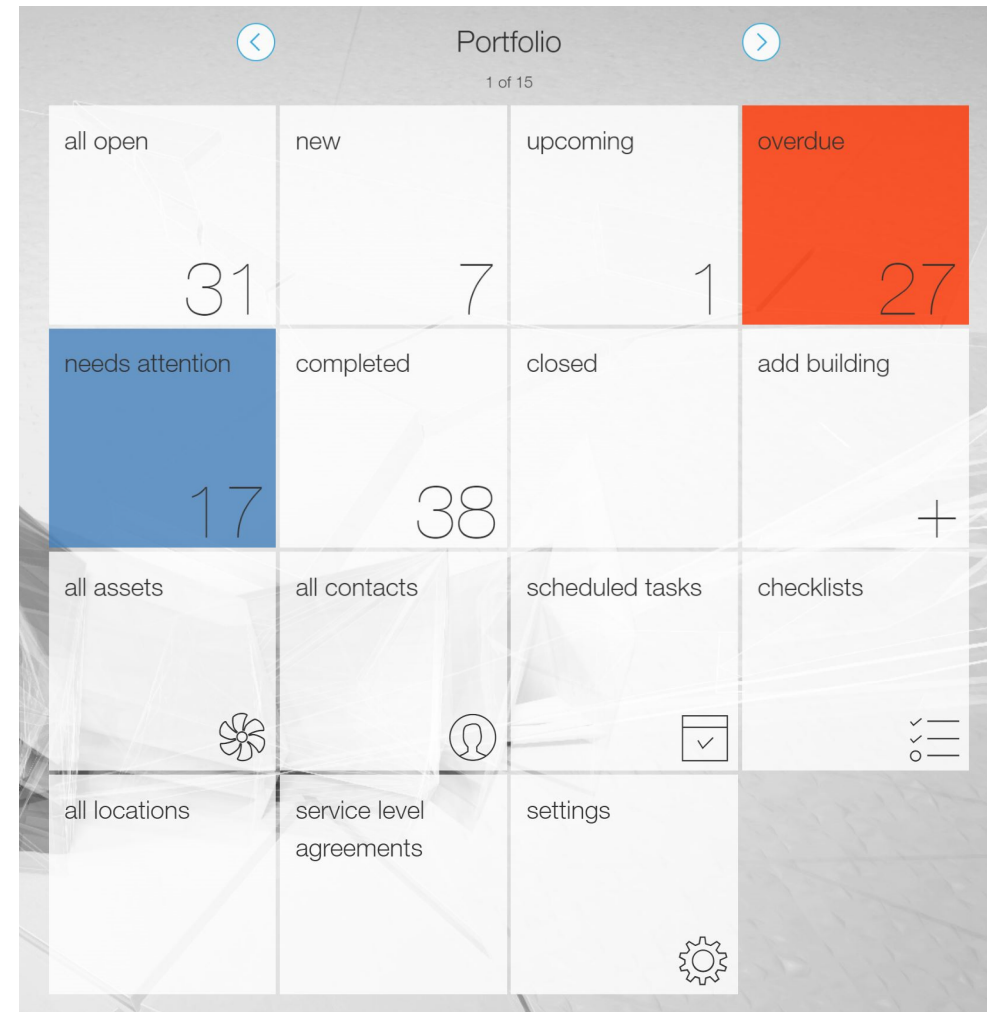 Portfolio
1 of 15
all open
new
upcoming
overdue
31
7
1
27
needs attention
completed
closed
add building
17
38
all assets
all contacts
scheduled tasks
checklists
all locations
service level
agreements
settings